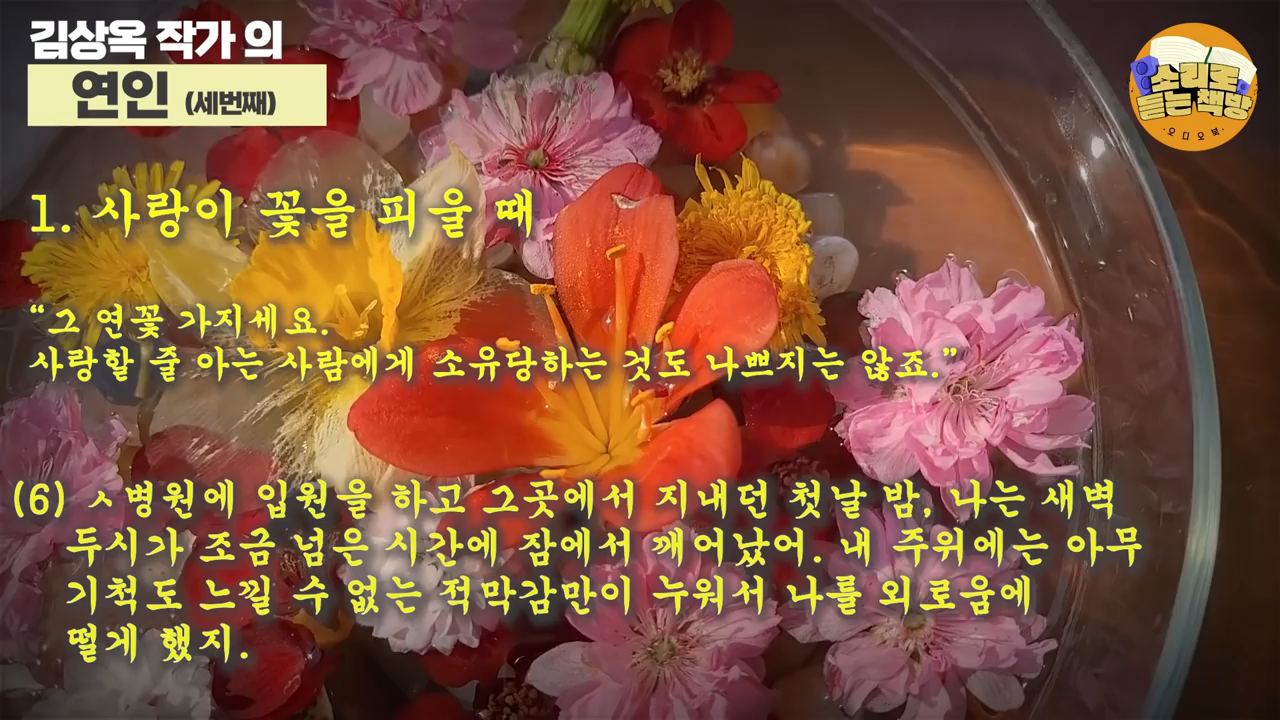 김상옥 작가 의
연인 (세번째)
소리로
듣는 책방
·오디오북·
1. 사랑이 꽃을 피울 때
“그 연꽃 가지세요.
사랑할 줄 아는 사람에게 소유당하는 것도 나쁘지는 않죠.”
(6) ㅅ병원에 입원을 하고 그곳에서 지내던 첫날 밤, 나는 새벽
두시가 조금 넘은 시간에 잠에서 깨어났어. 내 주위에는 아무
기척도 느낄 수 없는 적막감만이 누워서 나를 외로움에
떨게 했지.